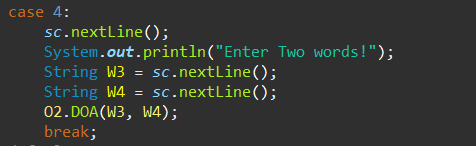 case 4:
sc.nextLine();
System.out.println("Enter Two words!");
String W3 = sc.nextLine();
String W4 = sc.nextLine();
O2.DOA(W3, W4);
break;